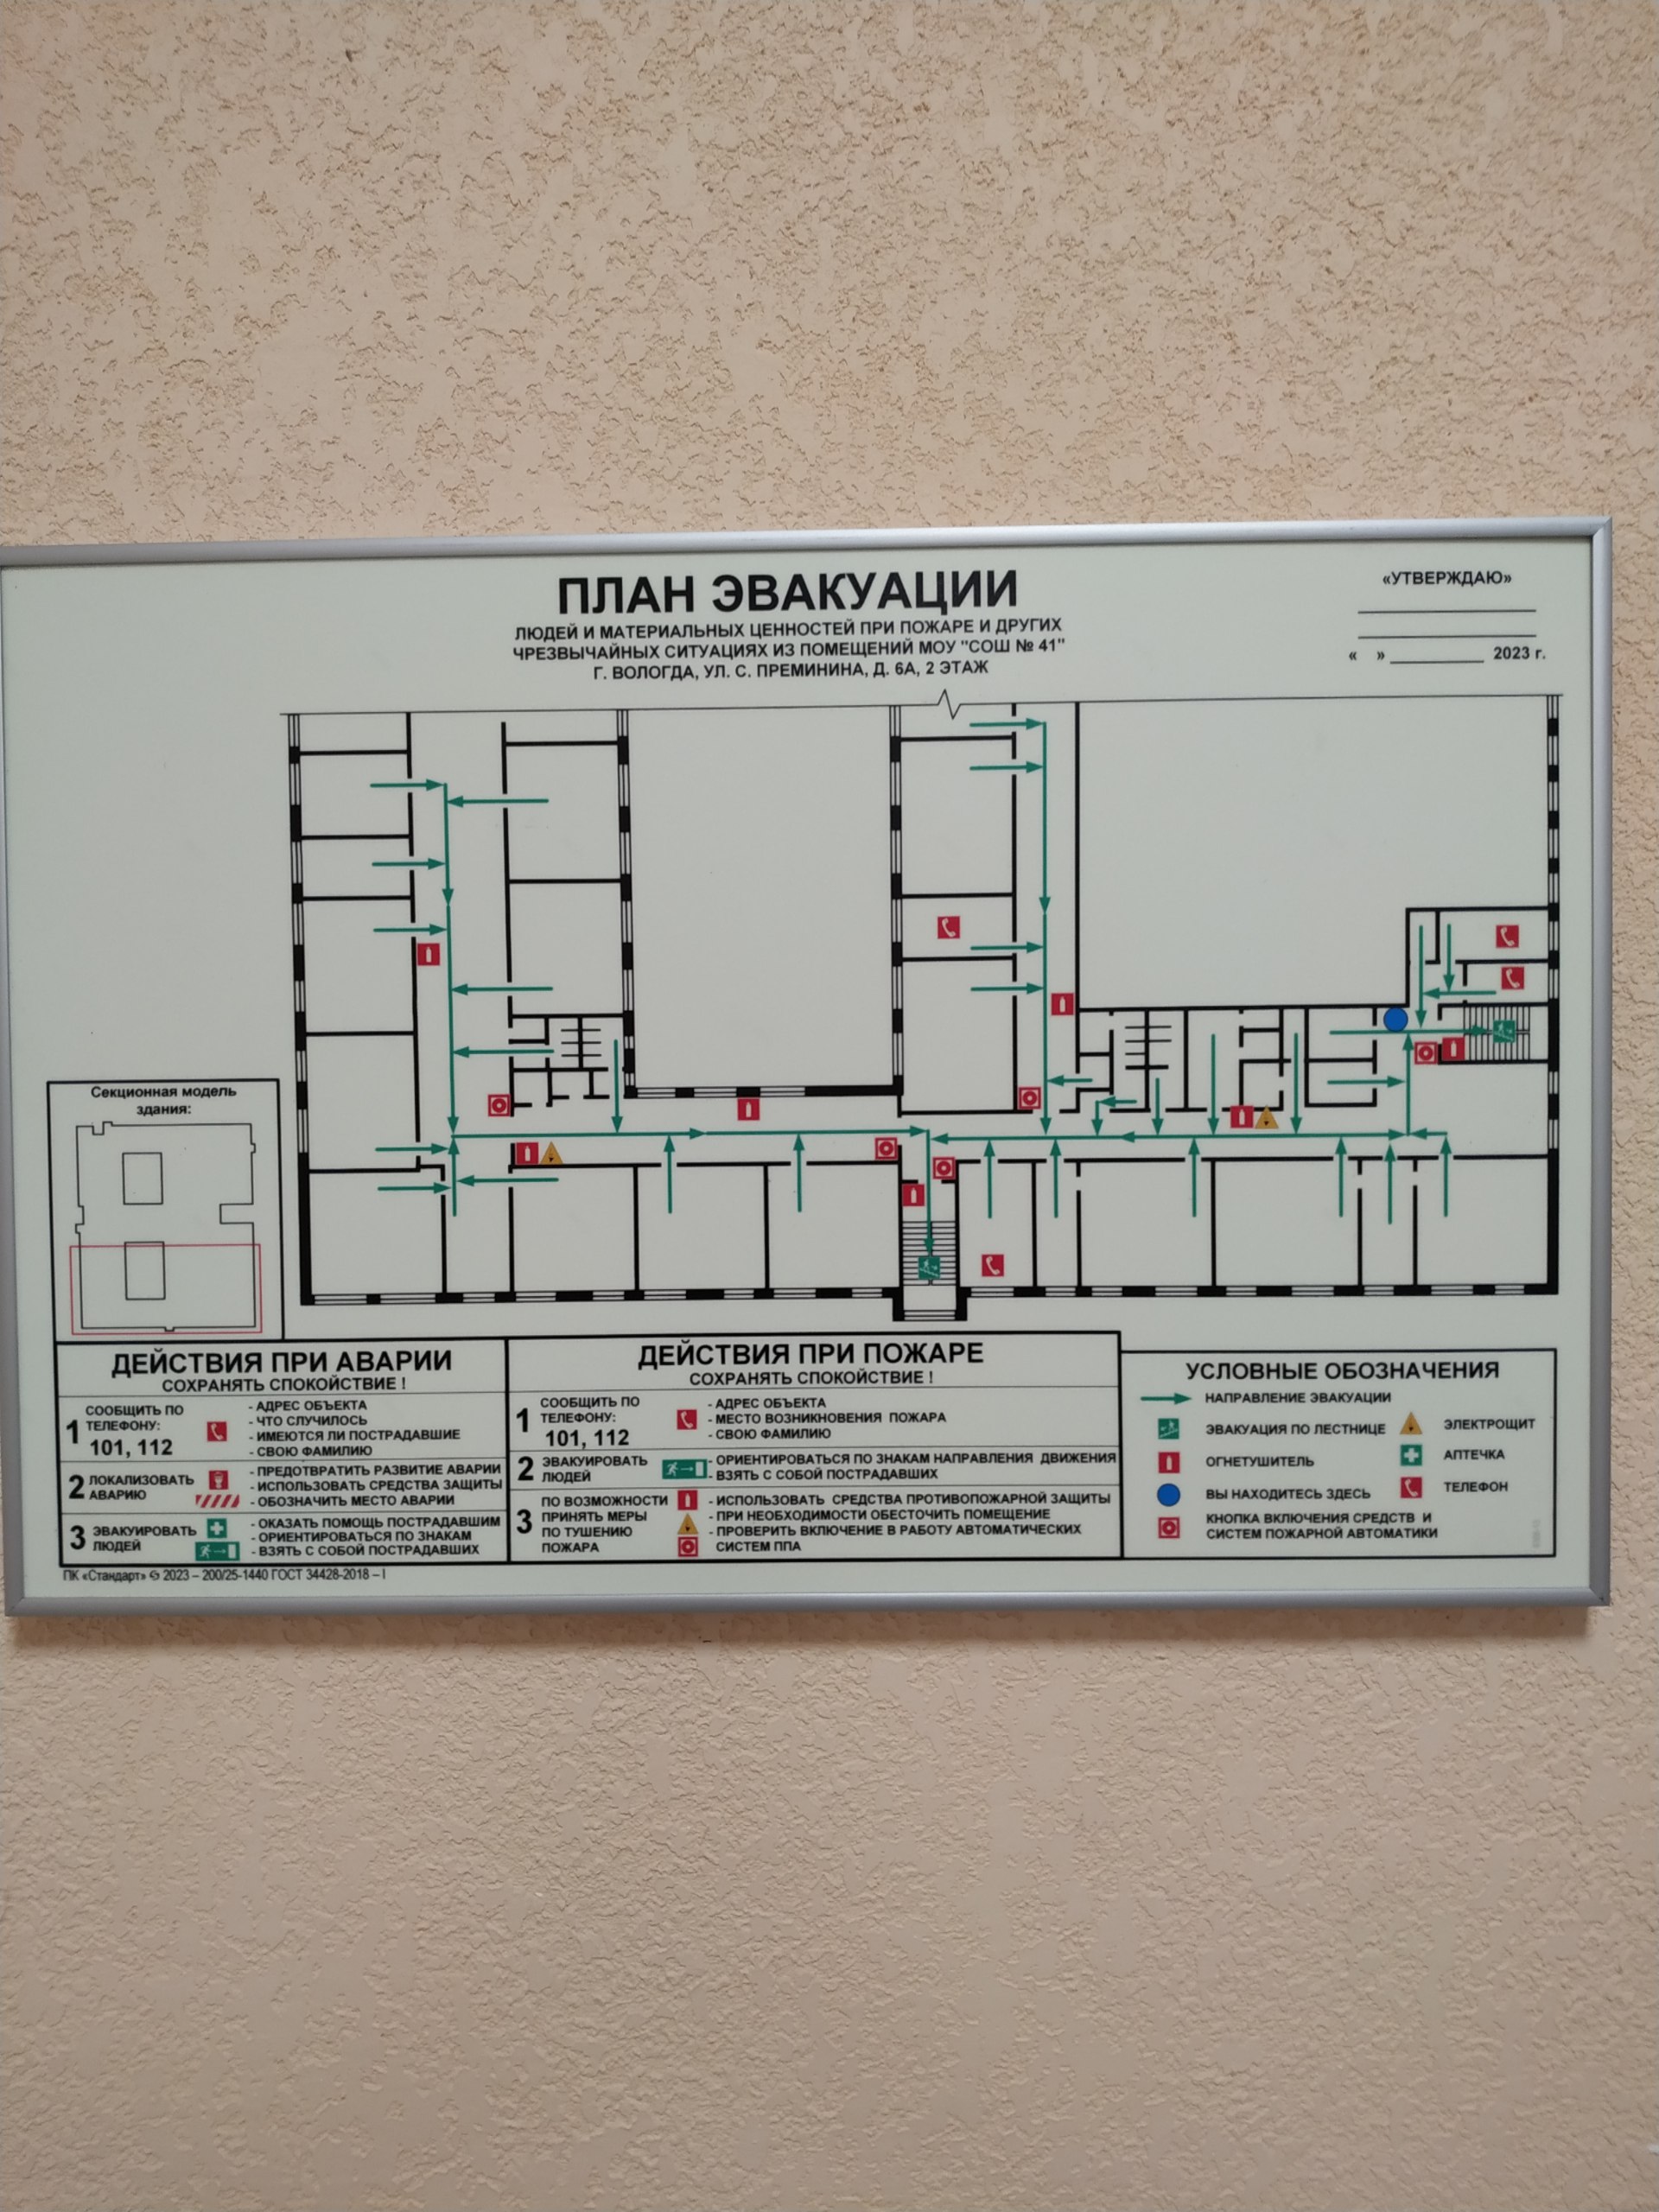 ПЛАН ЭВАКУАЦИИ
ЛЮДЕЙ И МАТЕРИАЛЬНЫХ ЦЕННОСТЕЙ ПРИ ПОЖАРЕ И ДРУГИХ
ЧРЕЗВЫЧАЙНЫХ СИТУАЦИЯХ ИЗ ПОМЕЩЕНИЙ МОУ "СОШ № 41"
Г. ВОЛОГДА, УЛ. С. ПРЕМИНИНА, Д. 6А, 2 ЭТАЖ
«УТВЕРЖДАЮ»
« » 2023 г.
Секционная модель
здания:
ДЕЙСТВИЯ ПРИ АВАРИИ
СОХРАНЯТЬ СПОКОЙСТВИЕ !
1 СООБЩИТЬ ПО
ТЕЛЕФОНУ:
101, 112
- АДРЕС ОБЪЕКТА
- ЧТО СЛУЧИЛОСЬ
- ИМЕЮТСЯ ЛИ ПОСТРАДАВШИЕ
- СВОЮ ФАМИЛИЮ
2 ЛОКАЛИЗОВАТЬ
АВАРИЮ
- ПРЕДОТВРАТИТЬ РАЗВИТИЕ АВАРИИ
- ИСПОЛЬЗОВАТЬ СРЕДСТВА ЗАЩИТЫ
- ОБОЗНАЧИТЬ МЕСТО АВАРИИ
3 ЭВАКУИРОВАТЬ
ЛЮДЕЙ
- ОКАЗАТЬ ПОМОЩЬ ПОСТРАДАВШИМ
- ОРИЕНТИРОВАТЬСЯ ПО ЗНАКАМ
- ВЗЯТЬ С СОБОЙ ПОСТРАДАВШИХ
ДЕЙСТВИЯ ПРИ ПОЖАРЕ
СОХРАНЯТЬ СПОКОЙСТВИЕ !
1 СООБЩИТЬ ПО
ТЕЛЕФОНУ:
101, 112
- АДРЕС ОБЪЕКТА
- МЕСТО ВОЗНИКНОВЕНИЯ ПОЖАРА
- СВОЮ ФАМИЛИЮ
2 ЭВАКУИРОВАТЬ
ЛЮДЕЙ
- ОРИЕНТИРОВАТЬСЯ ПО ЗНАКАМ НАПРАВЛЕНИЯ ДВИЖЕНИЯ
- ВЗЯТЬ С СОБОЙ ПОСТРАДАВШИХ
3 ПО ВОЗМОЖНОСТИ
ПРИНЯТЬ МЕРЫ
ПО ТУШЕНИЮ
ПОЖАРА
- ИСПОЛЬЗОВАТЬ СРЕДСТВА ПРОТИВОПОЖАРНОЙ ЗАЩИТЫ
- ПРИ НЕОБХОДИМОСТИ ОБЕСТОЧИТЬ ПОМЕЩЕНИЕ
- ПРОВЕРИТЬ ВКЛЮЧЕНИЕ В РАБОТУ АВТОМАТИЧЕСКИХ
СИСТЕМ ППА
УСЛОВНЫЕ ОБОЗНАЧЕНИЯ
НАПРАВЛЕНИЕ ЭВАКУАЦИИ
ЭВАКУАЦИЯ ПО ЛЕСТНИЦЕ
ЭЛЕКТРОЩИТ
ОГНЕТУШИТЕЛЬ
АПТЕЧКА
ВЫ НАХОДИТЕСЬ ЗДЕСЬ
ТЕЛЕФОН
КНОПКА ВКЛЮЧЕНИЯ СРЕДСТВ И
СИСТЕМ ПОЖАРНОЙ АВТОМАТИКИ
ПК «Стандарт» 2023 – 200/25-1440 ГОСТ 34428-2018 – I